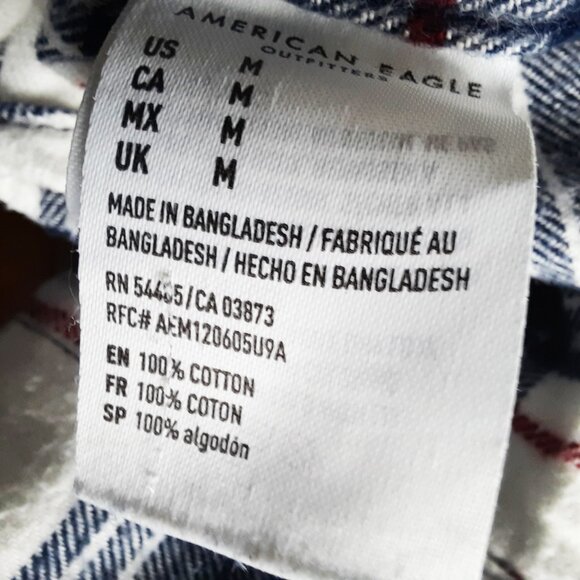 AMERICAN EAGLE
OUTFITTERS
US M
CA M
MX M
UK M
MADE IN BANGLADESH / FABRIQUÉ AU
BANGLADESH / HECHO EN BANGLADESH
RN 54485/CA 03873
RFC# AEM120605U9A
EN 100% COTTON
FR 100% COTON
SP 100% algodón